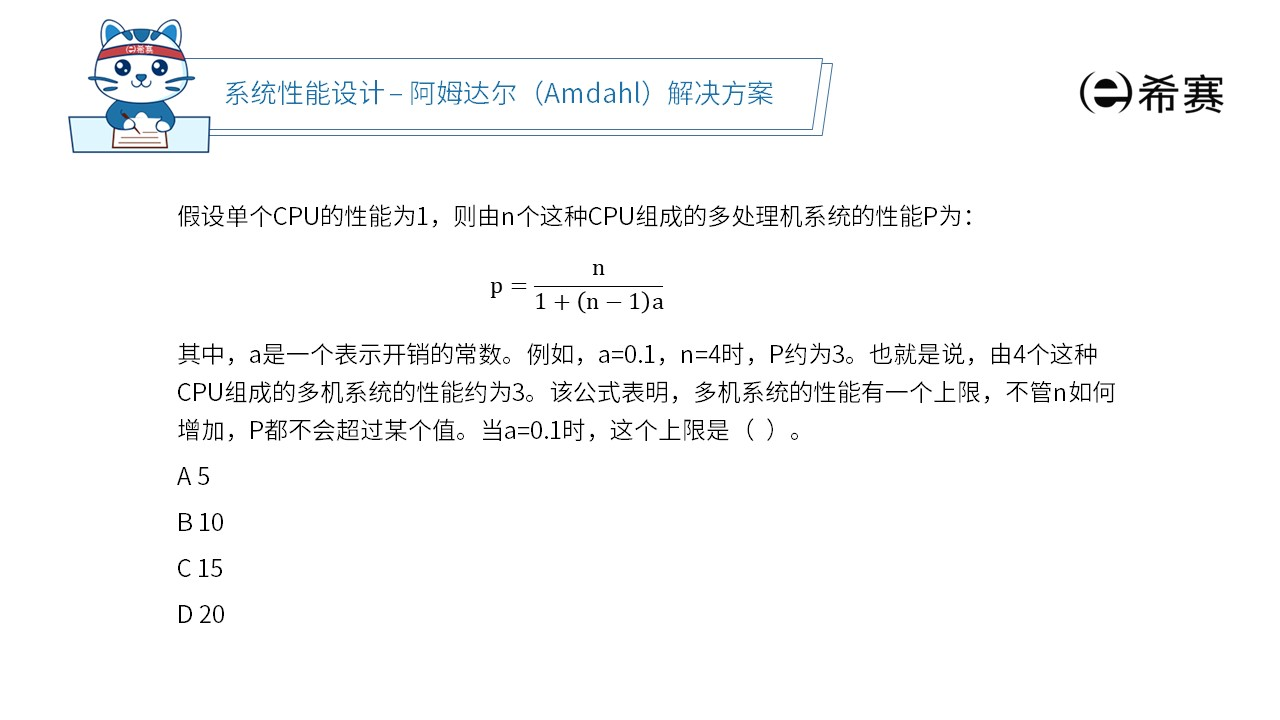 希赛
系统性能设计 – 阿姆达尔（Amdahl）解决方案
希赛
假设单个CPU的性能为1，则由n个这种CPU组成的多处理机系统的性能P为：
p = n / (1 + (n − 1)a)
其中，a是一个表示开销的常数。例如，a=0.1，n=4时，P约为3。也就是说，由4个这种
CPU组成的多机系统的性能约为3。该公式表明，多机系统的性能有一个上限，不管n如何
增加，P都不会超过某个值。当a=0.1时，这个上限是（ ）。
A 5
B 10
C 15
D 20